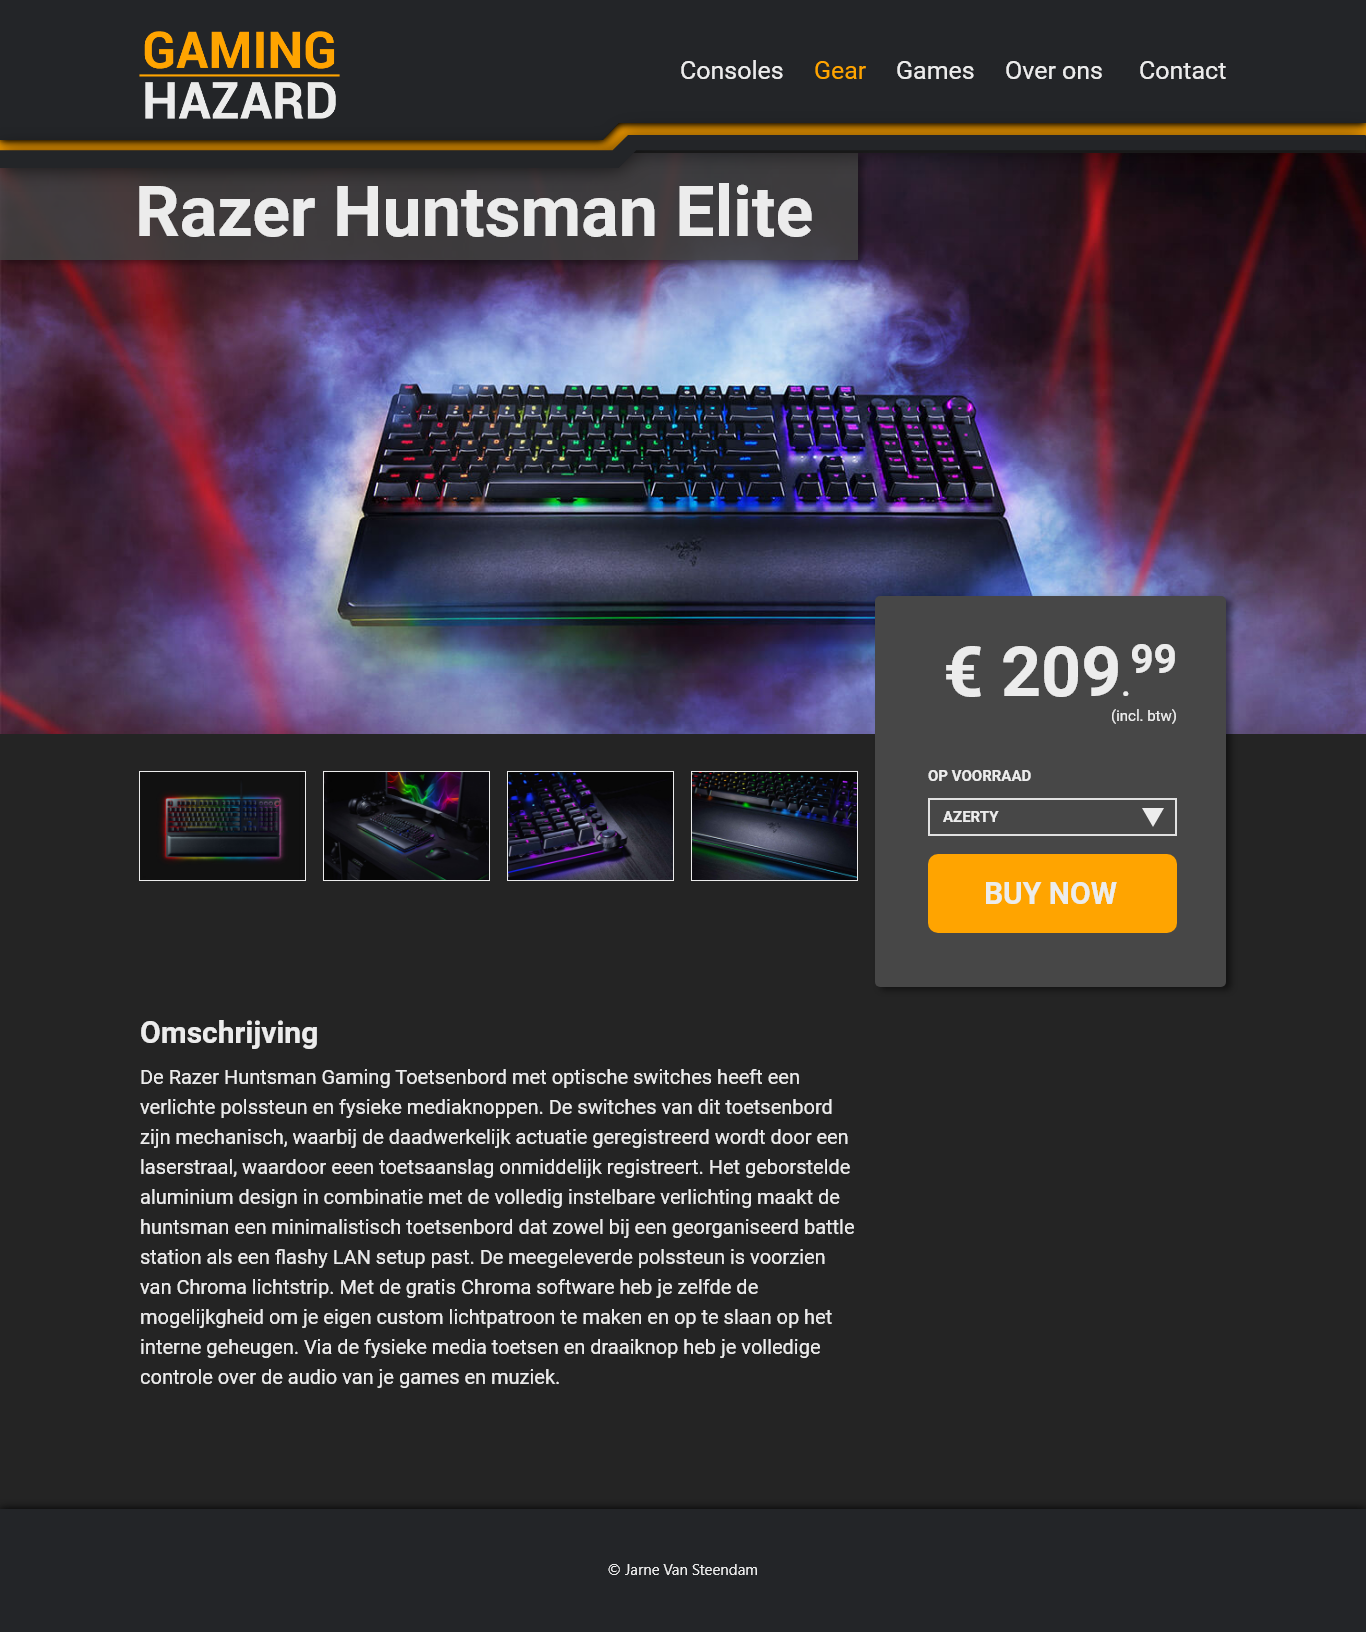 GAMING
HAZARD
Consoles Gear Games Over ons Contact
Razer Huntsman Elite
€ 209.99
(incl. btw)
OP VOORRAAD
AZERTY
BUY NOW
Omschrijving
De Razer Huntsman Gaming Toetsenbord met optische switches heeft een
verlichte polssteun en fysieke mediaknoppen. De switches van dit toetsenbord
zijn mechanisch, waarbij de daadwerkelijk actuatie geregistreerd wordt door een
laserstraal, waardoor eeen toetsaanslag onmiddelijk registreert. Het geborstelde
aluminium design in combinatie met de volledig instelbare verlichting maakt de
huntsman een minimalistisch toetsenbord dat zowel bij een georganiseerd battle
station als een flashy LAN setup past. De meegeleverde polssteun is voorzien
van Chroma lichtstrip. Met de gratis Chroma software heb je zelfde de
mogelijkgheid om je eigen custom lichtpatroon te maken en op te slaan op het
interne geheugen. Via de fysieke media toetsen en draaiknop heb je volledige
controle over de audio van je games en muziek.
© Jarne Van Steendam